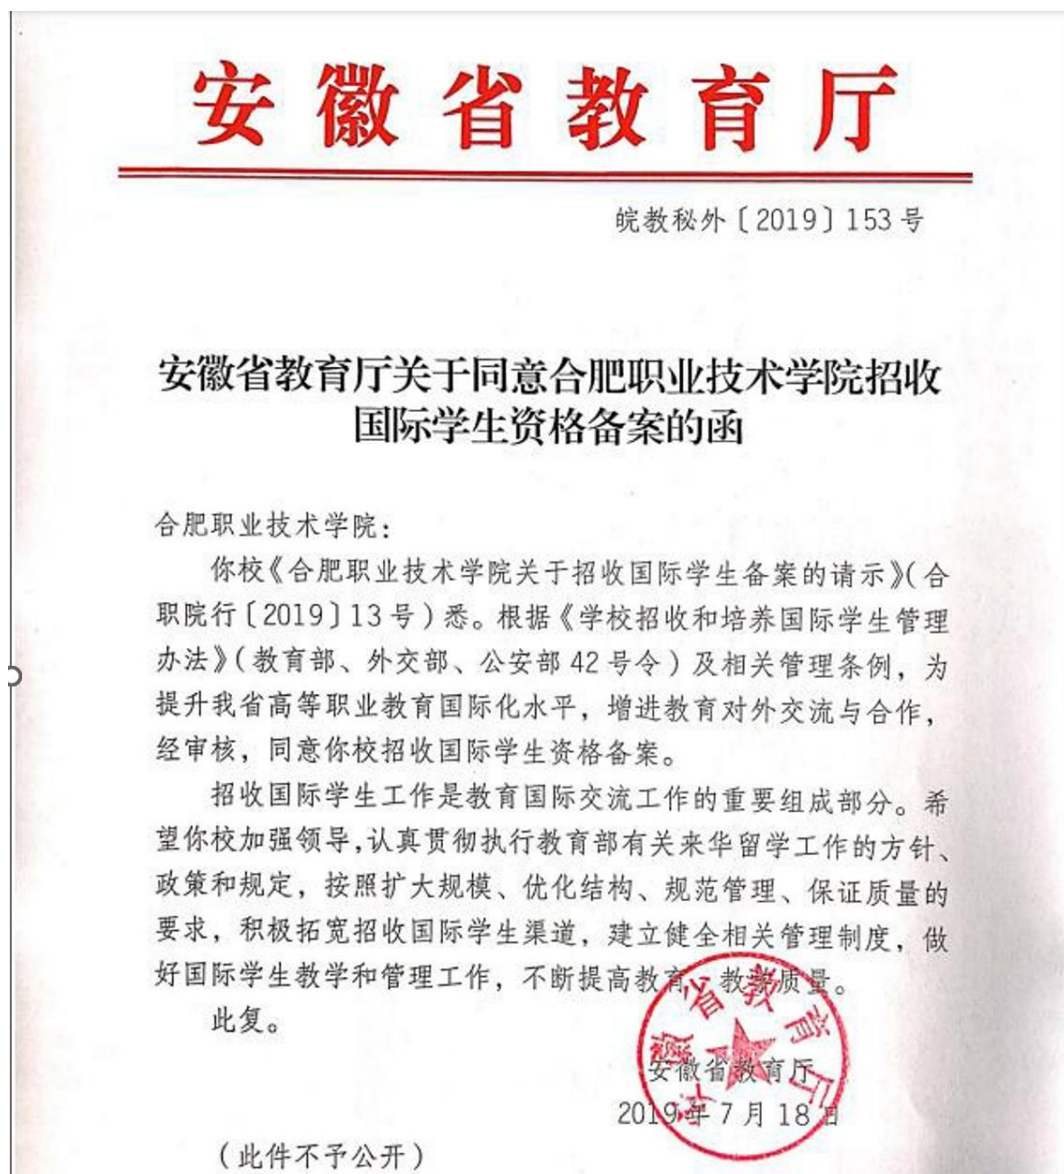 安徽省教育厅
皖教秘外〔2019〕153号
安徽省教育厅关于同意合肥职业技术学院招收
国际学生资格备案的函
合肥职业技术学院：
你校《合肥职业技术学院关于招收国际学生备案的请示》（合
职院行〔2019〕13号）悉。根据《学校招收和培养国际学生管理
办法》（教育部、外交部、公安部42号令）及相关管理条例，为
提升我省高等职业教育国际化水平，增进教育对外交流与合作，
经审核，同意你校招收国际学生资格备案。
招收国际学生工作是教育国际交流工作的重要组成部分。希
望你校加强领导,认真贯彻执行教育部有关来华留学工作的方针、
政策和规定，按照扩大规模、优化结构、规范管理、保证质量的
要求，积极拓宽招收国际学生渠道，建立健全相关管理制度，做
好国际学生教学和管理工作，不断提高教育、教学质量。
此复。
安徽省教育厅
安徽省教育厅
2019年7月18日
（此件不予公开）